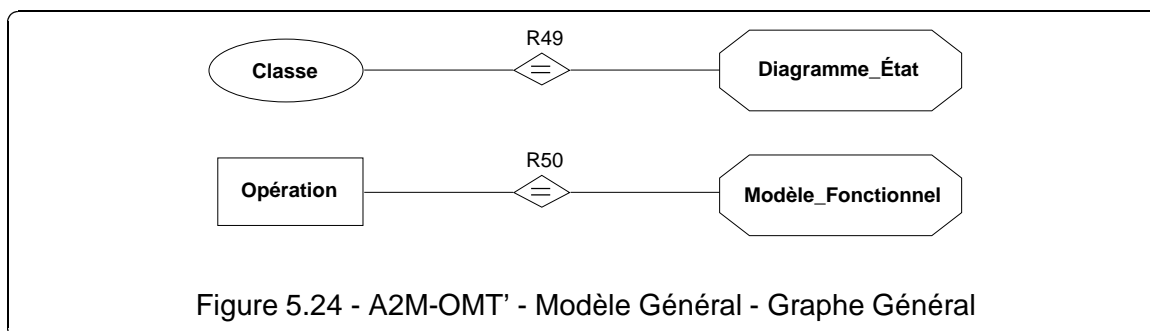 R49
Classe
=
Diagramme_État
R50
Opération
=
Modèle_Fonctionnel
Figure 5.24 - A2M-OMT’ - Modèle Général - Graphe Général